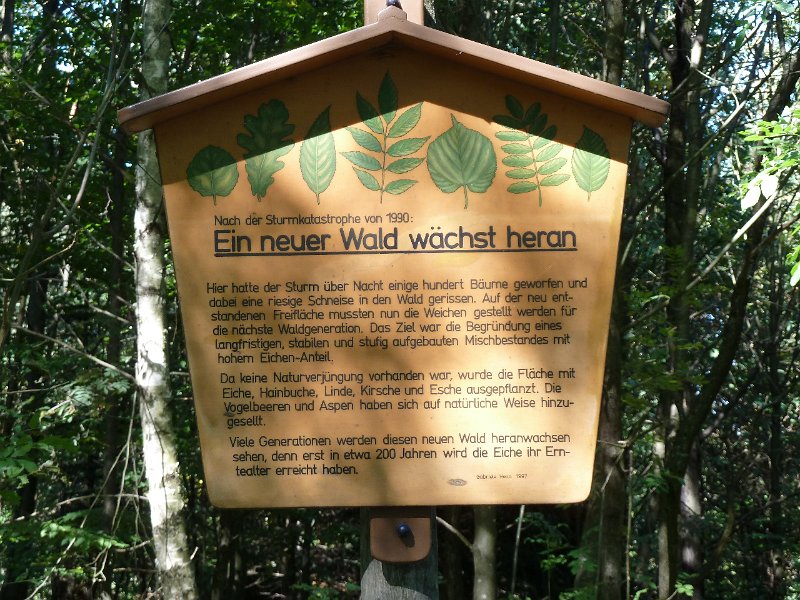 Nach der Sturmkatastrophe von 1990:
Ein neuer Wald wächst heran
Hier hatte der Sturm über Nacht einige hundert Bäume geworfen und
dabei eine riesige Schneise in den Wald gerissen. Auf der neu ent-
standenen Freifläche mussten nun die Weichen gestellt werden für
die nächste Waldgeneration. Das Ziel war die Begründung eines
langfristigen, stabilen und stufig aufgebauten Mischbestandes mit
hohem Eichen-Anteil.
Da keine Naturverjüngung vorhanden war, wurde die Fläche mit
Eiche, Hainbuche, Linde, Kirsche und Esche ausgepflanzt. Die
Vogelbeeren und Aspen haben sich auf natürliche Weise hinzu-
gesellt.
Viele Generationen werden diesen neuen Wald heranwachsen
sehen, denn erst in etwa 200 Jahren wird die Eiche ihr Ern-
tealter erreicht haben.
1997